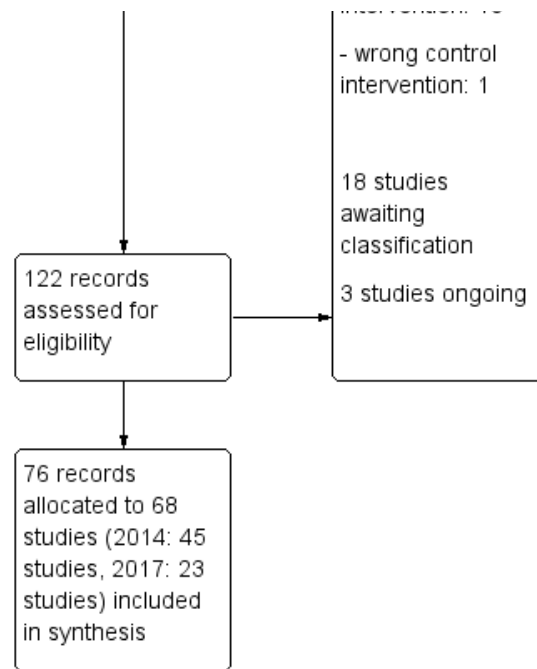 - wrong control
intervention: 1
18 studies
awaiting
classification
3 studies ongoing
122 records
assessed for
eligibility
76 records
allocated to 68
studies (2014: 45
studies, 2017: 23
studies) included
in synthesis